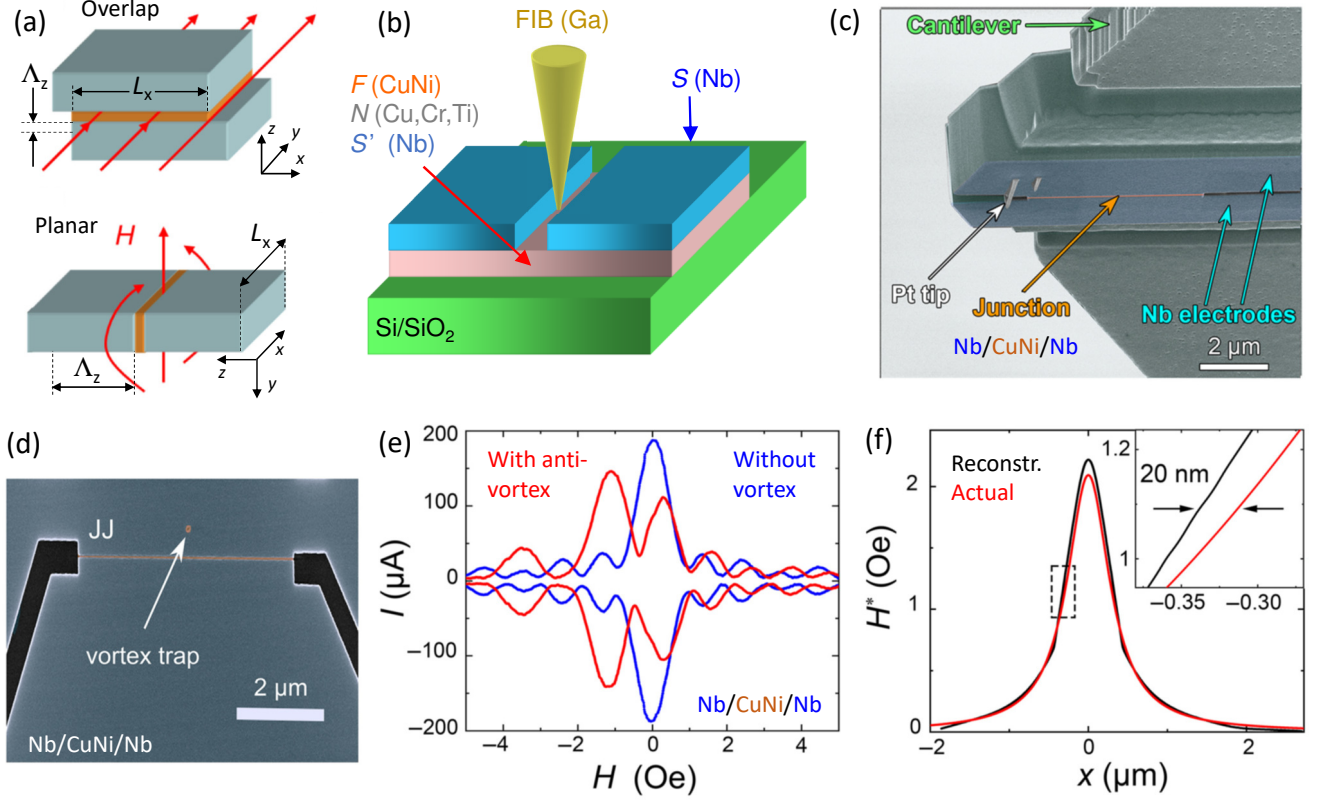 (a)
Overlap
Λz
Lx
z
y
x
Planar
H
Lx
Λz
z
x
y
(b)
FIB (Ga)
F (CuNi)
N (Cu,Cr,Ti)
S' (Nb)
S (Nb)
Si/SiO2
(c)
Cantilever
Pt tip
Junction
Nb electrodes
Nb/CuNi/Nb
2 µm
(d)
JJ
vortex trap
2 µm
Nb/CuNi/Nb
(e)
With anti-
vortex
Without
vortex
I (µA)
200
100
0
0
−100
−200
Nb/CuNi/Nb
−4
−2
0
2
4
H (Oe)
(f)
Reconstr.
Actual
H* (Oe)
2
1
0
−2
0
2
x (µm)
1.2
20 nm
1
−0.35
−0.30